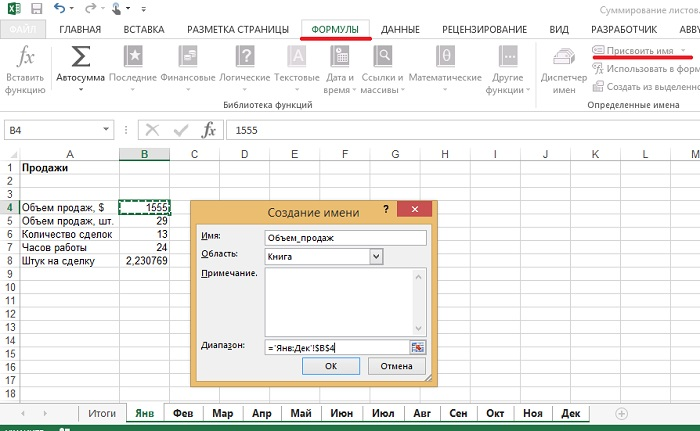 Суммирование листов.
ФАЙЛ ГЛАВНАЯ ВСТАВКА РАЗМЕТКА СТРАНИЦЫ ФОРМУЛЫ ДАННЫЕ РЕЦЕНЗИРОВАНИЕ ВИД РАЗРАБОТЧИК ABBY
fx Σ ? A θ
Вставить функцию
Автосумма
Последние
Финансовые
Логические
Текстовые
Дата и время
Ссылки и массивы
Математические
Другие функции
Диспетчер имен
Присвоить имя
Использовать в форм
Создать из выделенно
Библиотека функций
Определенные имена
B4 fx 1555
A B C D E F G H I J K L M
1 Продажи
2
3
4 Объем продаж, $ 1555
5 Объем продаж, шт. 29
6 Количество сделок 13
7 Часов работы 24
8 Штук на сделку 2,230769
9
10
11
12
13
14
15
16
17
18
Создание имени ? ×
Имя: Объем_продаж
Область: Книга
Примечание:
Диапазон: ='Янв:Дек'!$B$4
ОК Отмена
Итоги Янв Фев Мар Апр Май Июн Июл Авг Сен Окт Ноя Дек